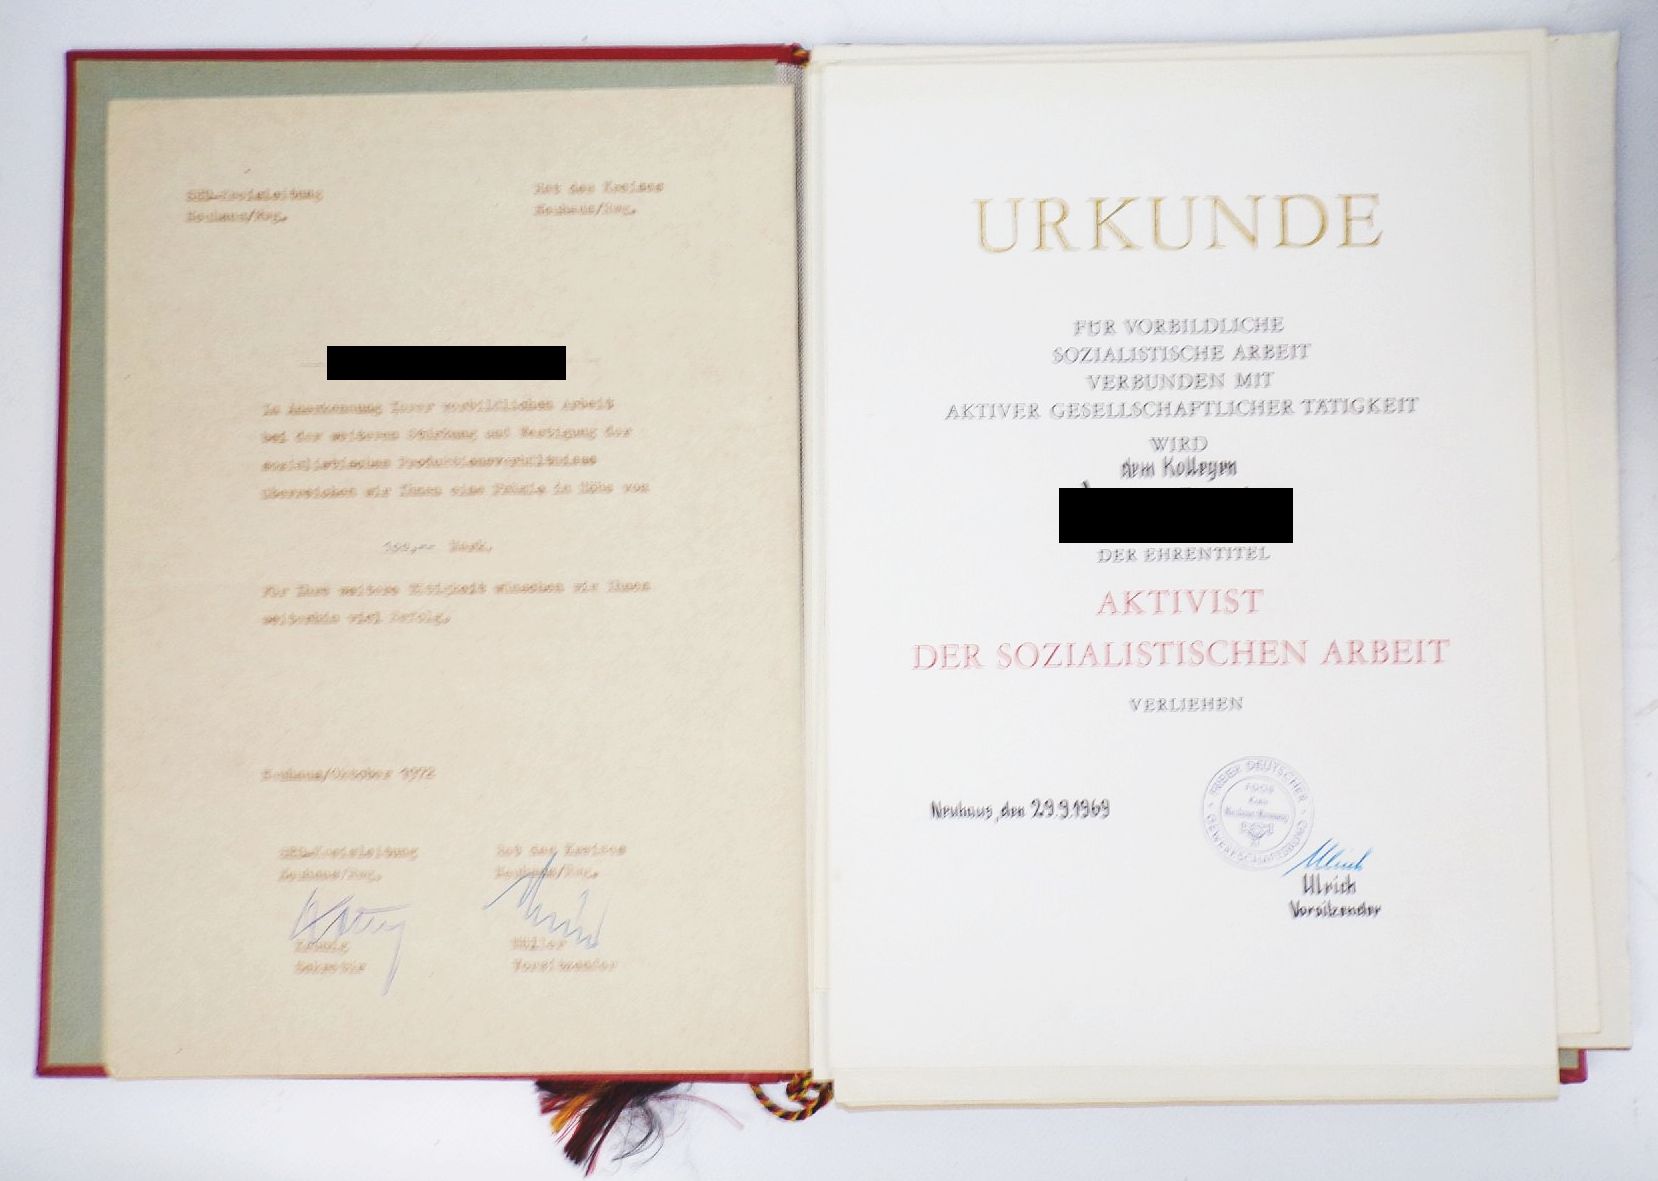 SED-Kreisleitung
Neuhaus/Rwg.
Rat des Kreises
Neuhaus/Rwg.
In Anerkennung Ihrer vorbildlichen Arbeit
bei der weiteren Stärkung und Festigung der
sozialistischen Produktionsverhältnisse
überreichen wir Ihnen eine Prämie in Höhe von
Mark.
Für Ihre weitere Tätigkeit wünschen wir Ihnen
weiterhin viel Erfolg.
Neuhaus/Oktober 1972
SED-Kreisleitung
Neuhaus/Rwg.
Sekretär
Rat des Kreises
Neuhaus/Rwg.
Müller
Vorsitzender
URKUNDE
FÜR VORBILDLICHE
SOZIALISTISCHE ARBEIT
VERBUNDEN MIT
AKTIVER GESELLSCHAFTLICHER TÄTIGKEIT
WIRD
dem Kollegen
DER EHRENTITEL
AKTIVIST
DER SOZIALISTISCHEN ARBEIT
VERLIEHEN
Neuhaus, den 29.9.1969
FREIER DEUTSCHER GEWERKSCHAFTSBUND
FDGB
Ulrich
Ulrich
Vorsitzender